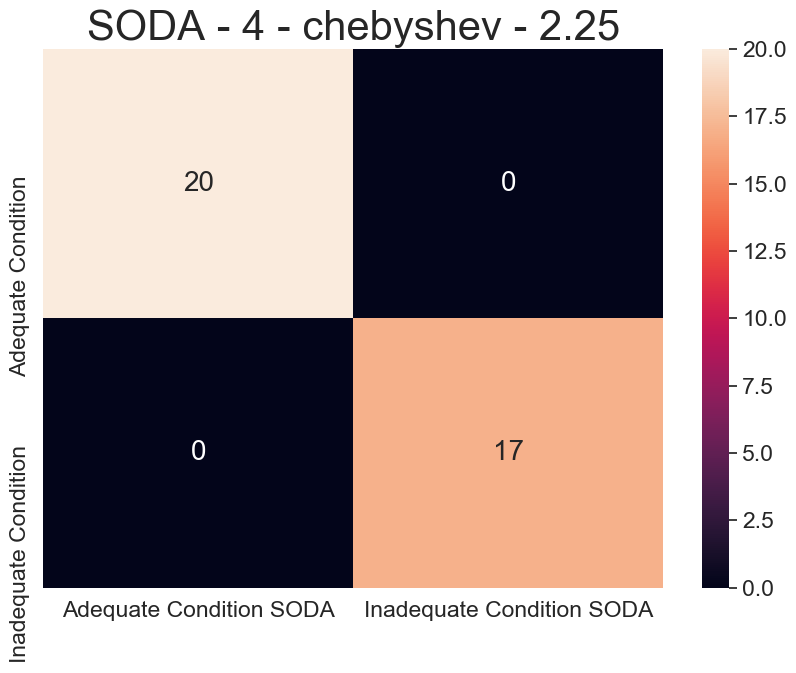 SODA - 4 - chebyshev - 2.25
Adequate Condition
Inadequate Condition
20
0
0
17
Adequate Condition SODA
Inadequate Condition SODA
20.0
17.5
15.0
12.5
10.0
7.5
5.0
2.5
0.0